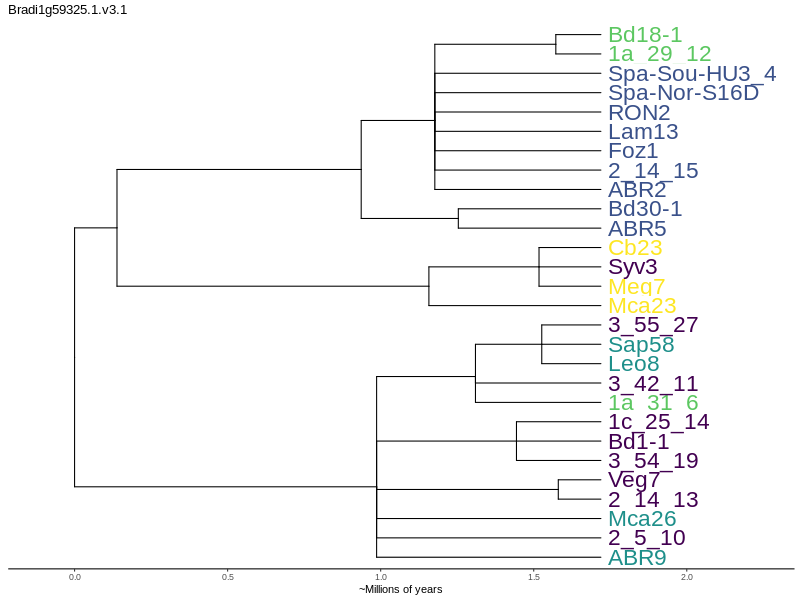 Bradi1g59325.1.v3.1
Bd18-1
1a_29_12
Spa-Sou-HU3_4
Spa-Nor-S16D
RON2
Lam13
Foz1
2_14_15
ABR2
Bd30-1
ABR5
Cb23
Syv3
Meg7
Mca23
3_55_27
Sap58
Leo8
3_42_11
1a_31_6
1c_25_14
Bd1-1
3_54_19
Veg7
2_14_13
Mca26
2_5_10
ABR9
0.0 0.5 1.0 1.5 2.0
~Millions of years